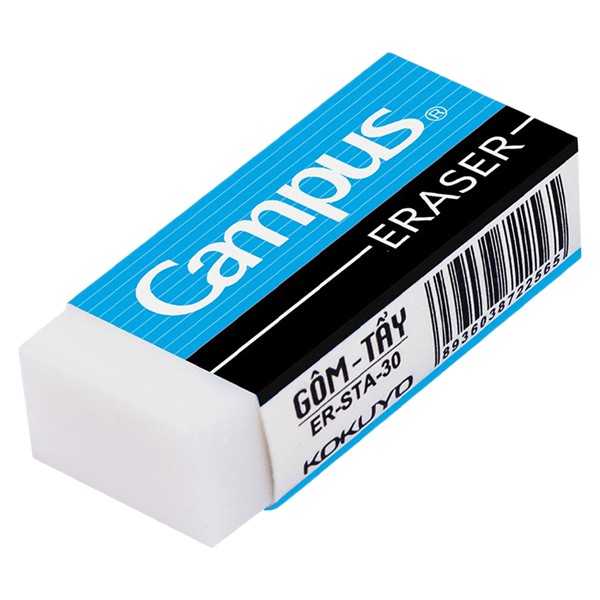 Campus®
ERASER
GÔM-TẨY
ER-STA-30
KOKUYO
8936038722565